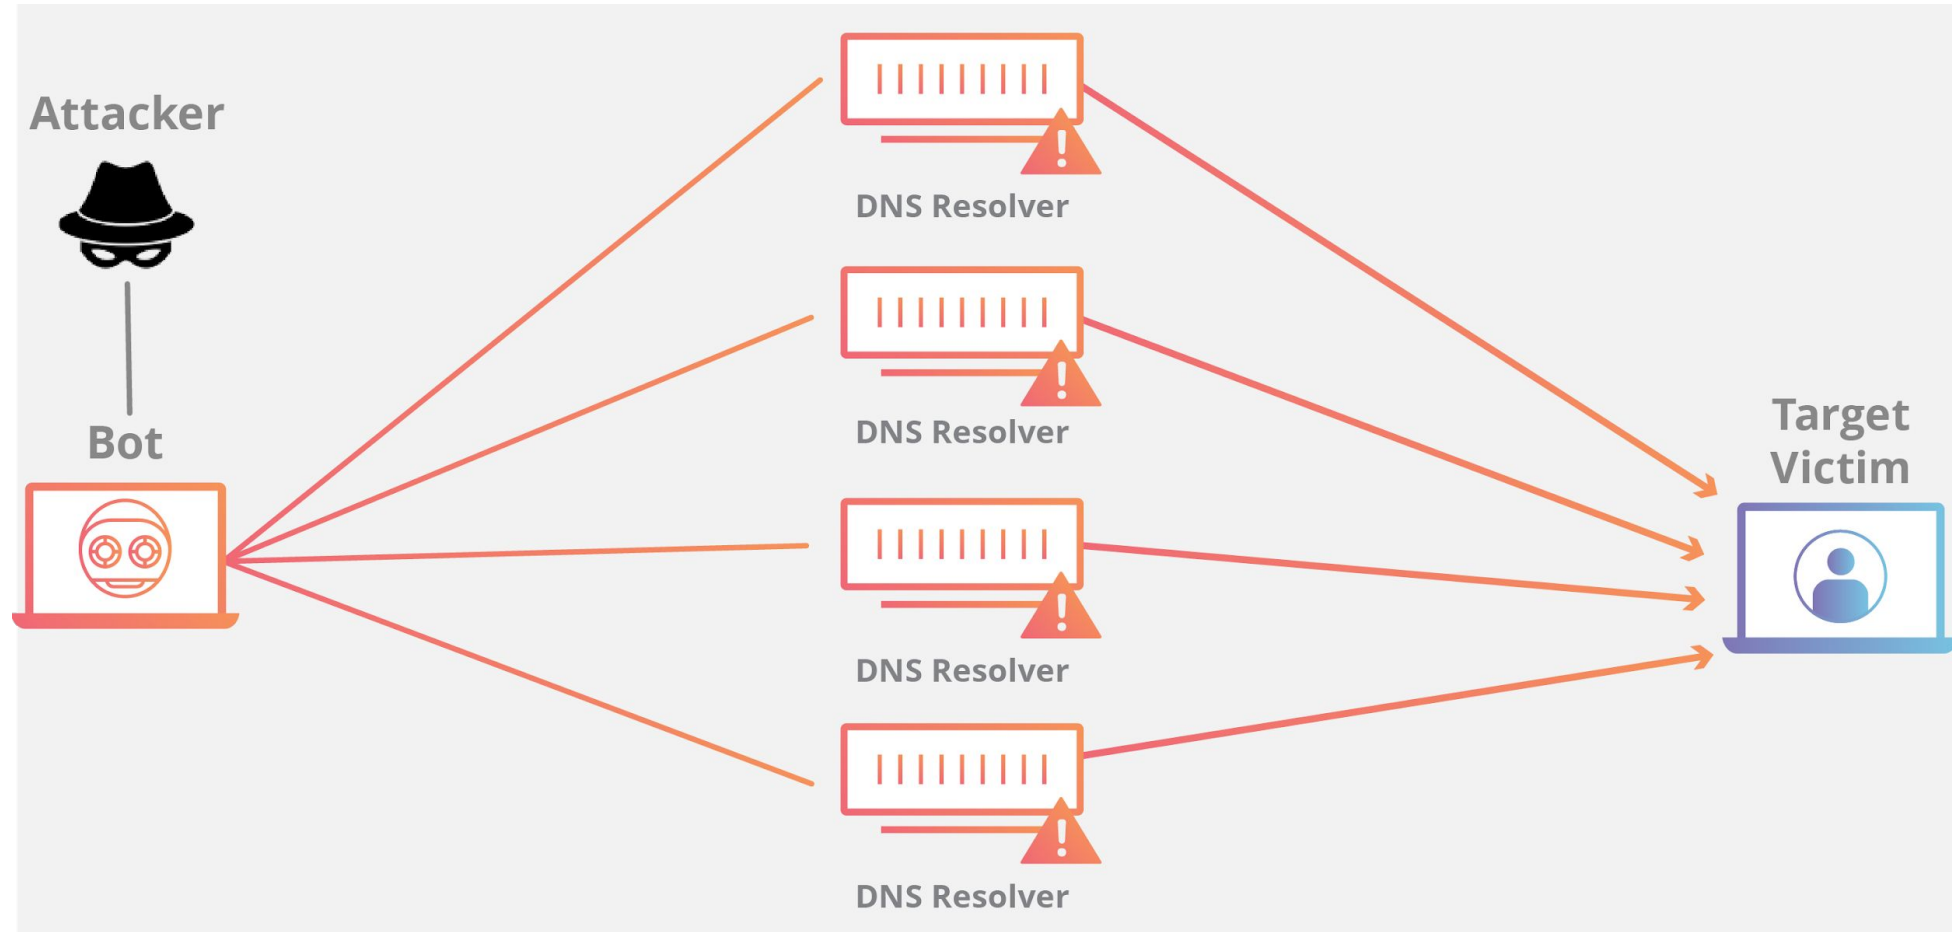 Attacker
Bot
DNS Resolver
DNS Resolver
DNS Resolver
DNS Resolver
Target
Victim